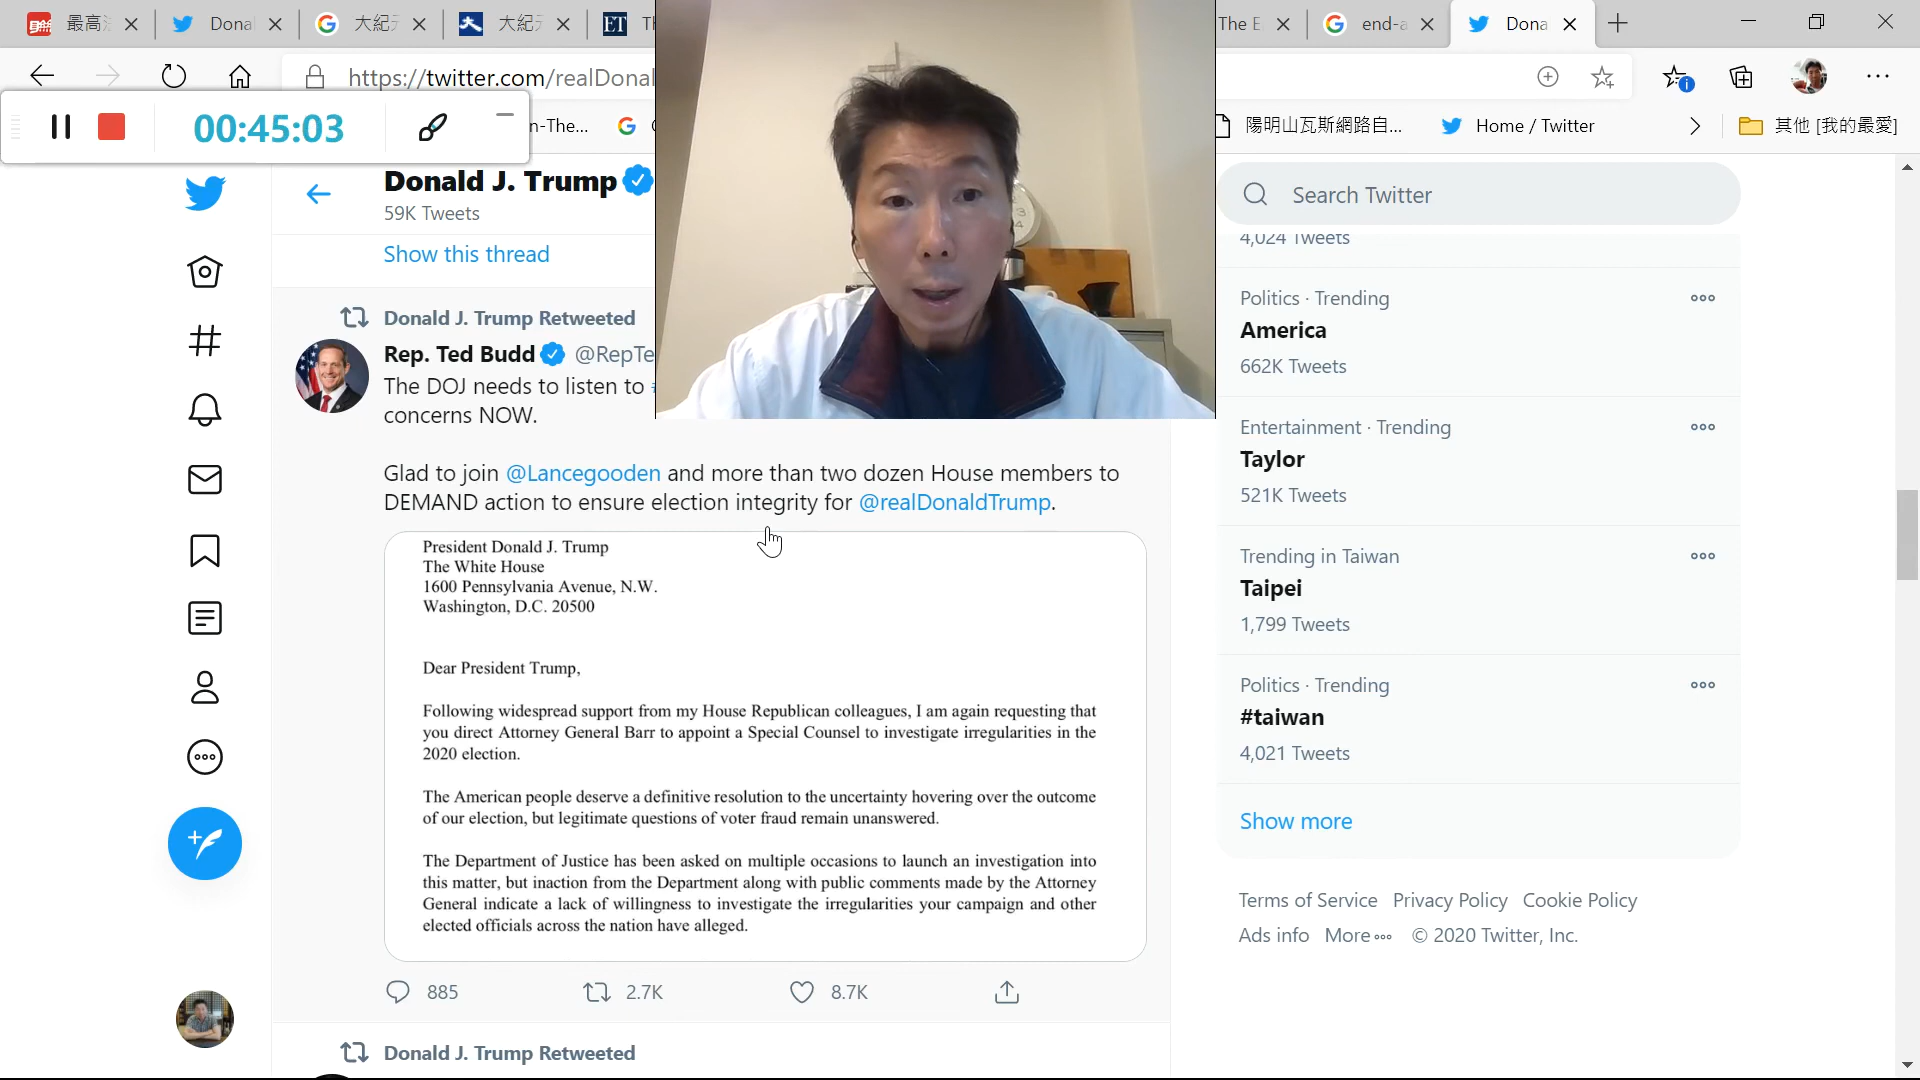 最高
Dona
大紀
大紀
ET
The E
end-a
Dona
https://twitter.com/realDonal
00:45:03
n-The...
陽明山瓦斯網路自...
Home / Twitter
其他 [我的最愛]
Donald J. Trump
59K Tweets
Show this thread
Donald J. Trump Retweeted
Rep. Ted Budd @RepTe
The DOJ needs to listen to
concerns NOW.
Glad to join @Lancegooden and more than two dozen House members to
DEMAND action to ensure election integrity for @realDonaldTrump.
President Donald J. Trump
The White House
1600 Pennsylvania Avenue, N.W.
Washington, D.C. 20500
Dear President Trump,
Following widespread support from my House Republican colleagues, I am again requesting that
you direct Attorney General Barr to appoint a Special Counsel to investigate irregularities in the
2020 election.
The American people deserve a definitive resolution to the uncertainty hovering over the outcome
of our election, but legitimate questions of voter fraud remain unanswered.
The Department of Justice has been asked on multiple occasions to launch an investigation into
this matter, but inaction from the Department along with public comments made by the Attorney
General indicate a lack of willingness to investigate the irregularities your campaign and other
elected officials across the nation have alleged.
885
2.7K
8.7K
Donald J. Trump Retweeted
Search Twitter
4,024 Tweets
Politics · Trending
America
662K Tweets
Entertainment · Trending
Taylor
521K Tweets
Trending in Taiwan
Taipei
1,799 Tweets
Politics · Trending
#taiwan
4,021 Tweets
Show more
Terms of Service Privacy Policy Cookie Policy
Ads info More © 2020 Twitter, Inc.